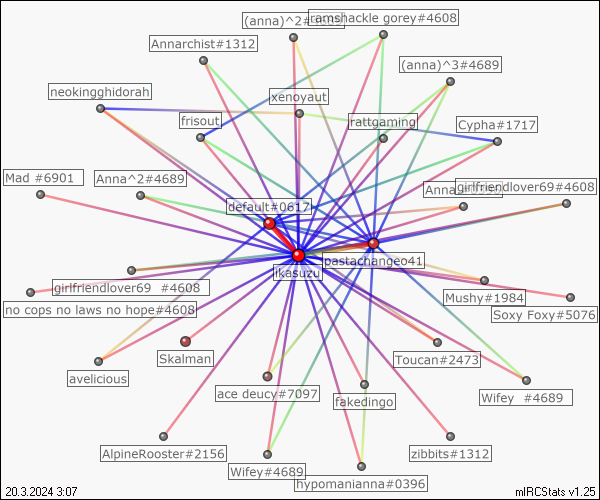 (anna)^2#4689
ramshackle gorey#4608
Annarchist#1312
(anna)^3#4689
neokingghidorah
xenoyaut
frisout
rattgaming
Cypha#1717
Mad #6901
Anna^2#4689
Anna
girlfriendlover69#4608
default#0617
pastachangeo41
ikasuzu
girlfriendlover69 #4608
Mushy#1984
no cops no laws no hope#4608
Soxy Foxy#5076
Skalman
Toucan#2473
avelicious
ace deucy#7097
fakedingo
Wifey #4689
AlpineRooster#2156
zibbits#1312
Wifey#4689
hypomanianna#0396
20.3.2024 3:07
mIRCStats v1.25